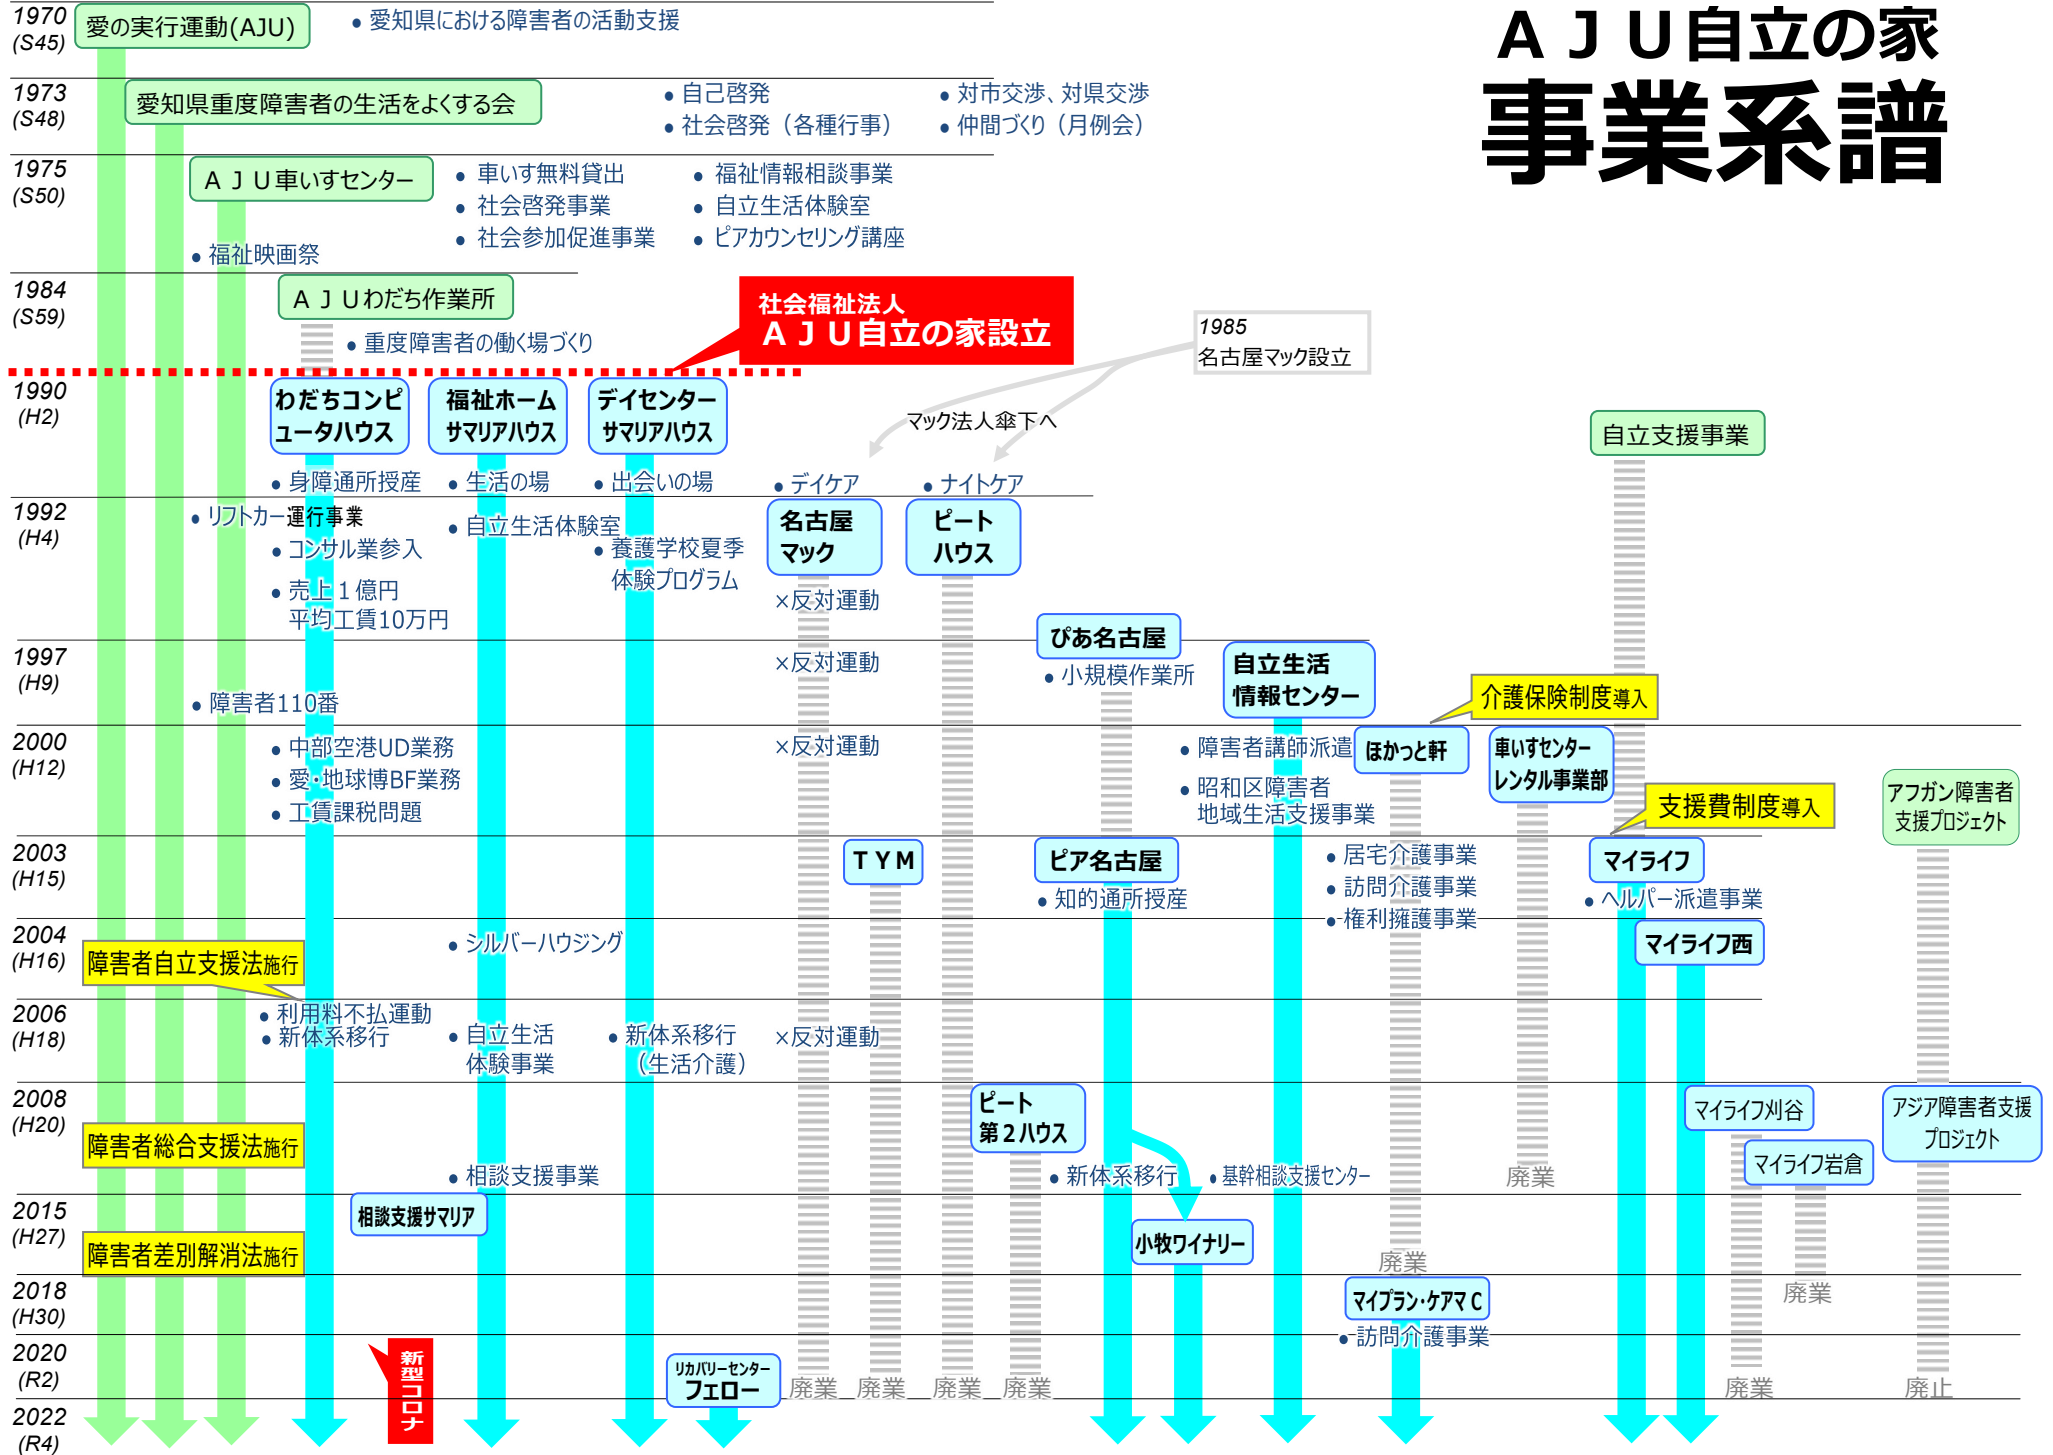 ＡＪＵ自立の家
事業系譜
1970
(S45)
愛の実行運動(AJU)
● 愛知県における障害者の活動支援
1973
(S48)
愛知県重度障害者の生活をよくする会
● 自己啓発
● 社会啓発（各種行事）
● 対市交渉、対県交渉
● 仲間づくり（月例会）
1975
(S50)
ＡＪＵ車いすセンター
● 車いす無料貸出
● 社会啓発事業
● 社会参加促進事業
● 福祉情報相談事業
● 自立生活体験室
● ピアカウンセリング講座
● 福祉映画祭
1984
(S59)
ＡＪＵわだち作業所
● 重度障害者の働く場づくり
社会福祉法人
ＡＪＵ自立の家設立
1985
名古屋マック設立
マック法人傘下へ
1990
(H2)
わだちコンピ
ュータハウス
福祉ホーム
サマリアハウス
デイセンター
サマリアハウス
自立支援事業
● 身障通所授産
● 生活の場
● 出会いの場
● デイケア
● ナイトケア
1992
(H4)
● リフトカー運行事業
● コンサル業参入
● 売上１億円
平均工賃10万円
● 自立生活体験室
● 養護学校夏季
体験プログラム
名古屋
マック
ピート
ハウス
×反対運動
ぴあ名古屋
● 小規模作業所
1997
(H9)
● 障害者110番
×反対運動
自立生活
情報センター
介護保険制度導入
2000
(H12)
● 中部空港UD業務
● 愛・地球博BF業務
● 工賃課税問題
×反対運動
● 障害者講師派遣
● 昭和区障害者
地域生活支援事業
ほかっと軒
車いすセンター
レンタル事業部
支援費制度導入
アフガン障害者
支援プロジェクト
2003
(H15)
ＴＹＭ
ピア名古屋
● 知的通所授産
● 居宅介護事業
● 訪問介護事業
● 権利擁護事業
マイライフ
● ヘルパー派遣事業
2004
(H16)
障害者自立支援法施行
● シルバーハウジング
マイライフ西
2006
(H18)
● 利用料不払運動
● 新体系移行
● 自立生活
体験事業
● 新体系移行
（生活介護）
×反対運動
2008
(H20)
障害者総合支援法施行
● 相談支援事業
ピート
第２ハウス
● 新体系移行
● 基幹相談支援センター
廃業
マイライフ刈谷
マイライフ岩倉
アジア障害者支援
プロジェクト
2015
(H27)
障害者差別解消法施行
相談支援サマリア
小牧ワイナリー
廃業
2018
(H30)
マイプラン・ケアマＣ
● 訪問介護事業
廃業
2020
(R2)
新型コロナ
リカバリーセンター
フェロー
廃業
廃業
廃業
廃業
廃業
廃止
2022
(R4)